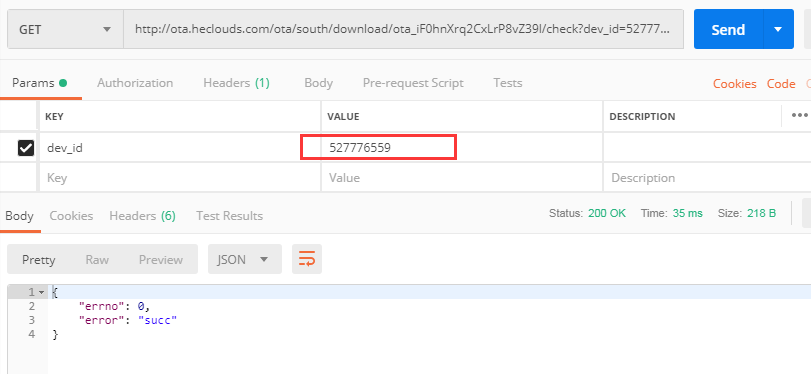 GET http://ota.heclouds.com/ota/south/download/ota_iF0hnXrq2CxLrP8vZ39I/check?dev_id=52777... Send
Params Authorization Headers (1) Body Pre-request Script Tests Cookies Code
KEY VALUE DESCRIPTION
dev_id 527776559
Key Value Description
Body Cookies Headers (6) Test Results Status: 200 OK Time: 35 ms Size: 218 B
Pretty Raw Preview JSON
1 {
2 "errno": 0,
3 "error": "succ"
4 }